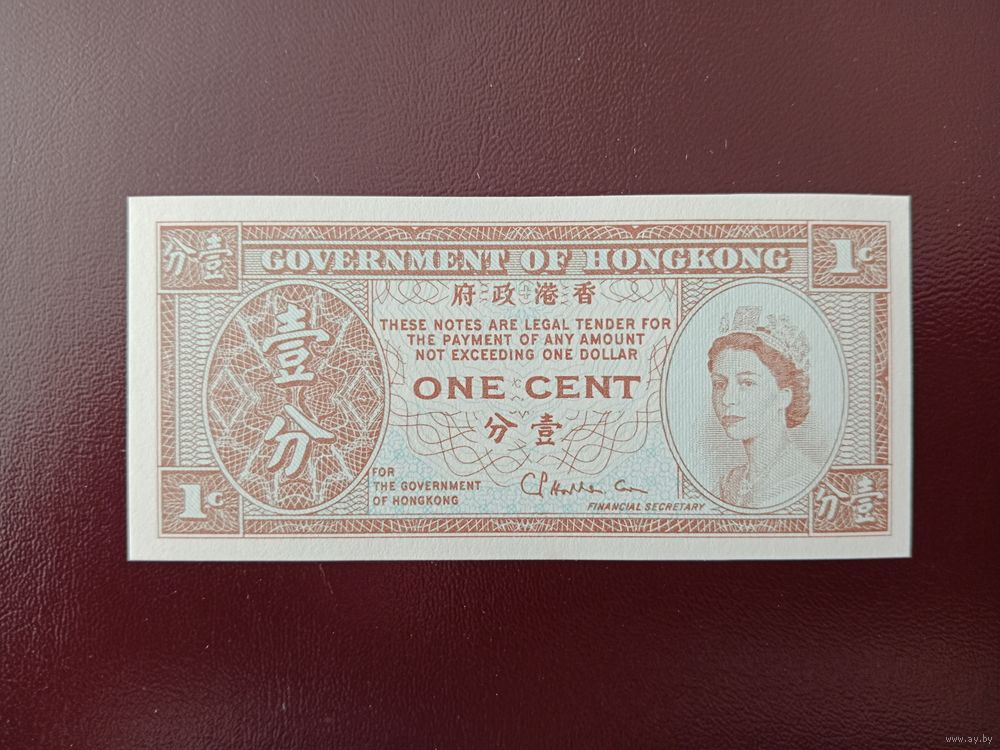 分壹
GOVERNMENT OF HONGKONG
1c
府政港香
壹
分
THESE NOTES ARE LEGAL TENDER FOR
THE PAYMENT OF ANY AMOUNT
NOT EXCEEDING ONE DOLLAR
ONE CENT
分壹
FOR
THE GOVERNMENT
OF HONGKONG
FINANCIAL SECRETARY
1c
分壹
www.ay.by